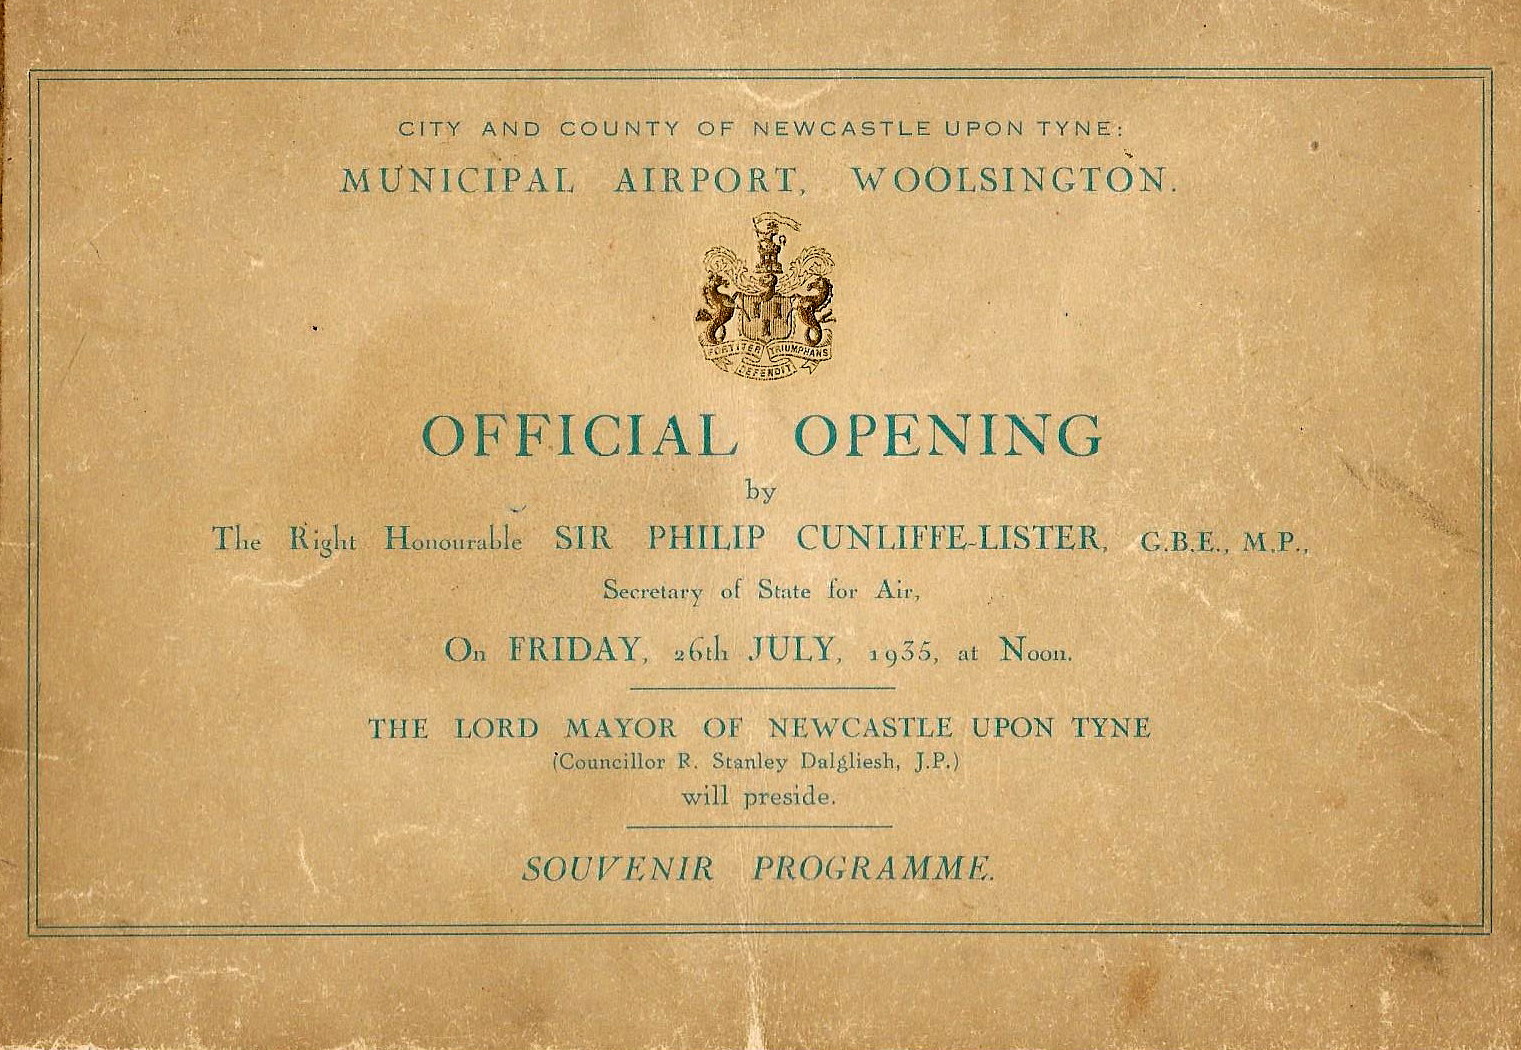 CITY AND COUNTY OF NEWCASTLE UPON TYNE:
MUNICIPAL AIRPORT, WOOLSINGTON.
FORTITER TRIUMPHANS
DEFENDIT
OFFICIAL OPENING
by
The Right Honourable SIR PHILIP CUNLIFFE-LISTER, G.B.E., M.P.,
Secretary of State for Air,
On FRIDAY, 26th JULY, 1935, at Noon.
THE LORD MAYOR OF NEWCASTLE UPON TYNE
(Councillor R. Stanley Dalgliesh, J.P.)
will preside.
SOUVENIR PROGRAMME.